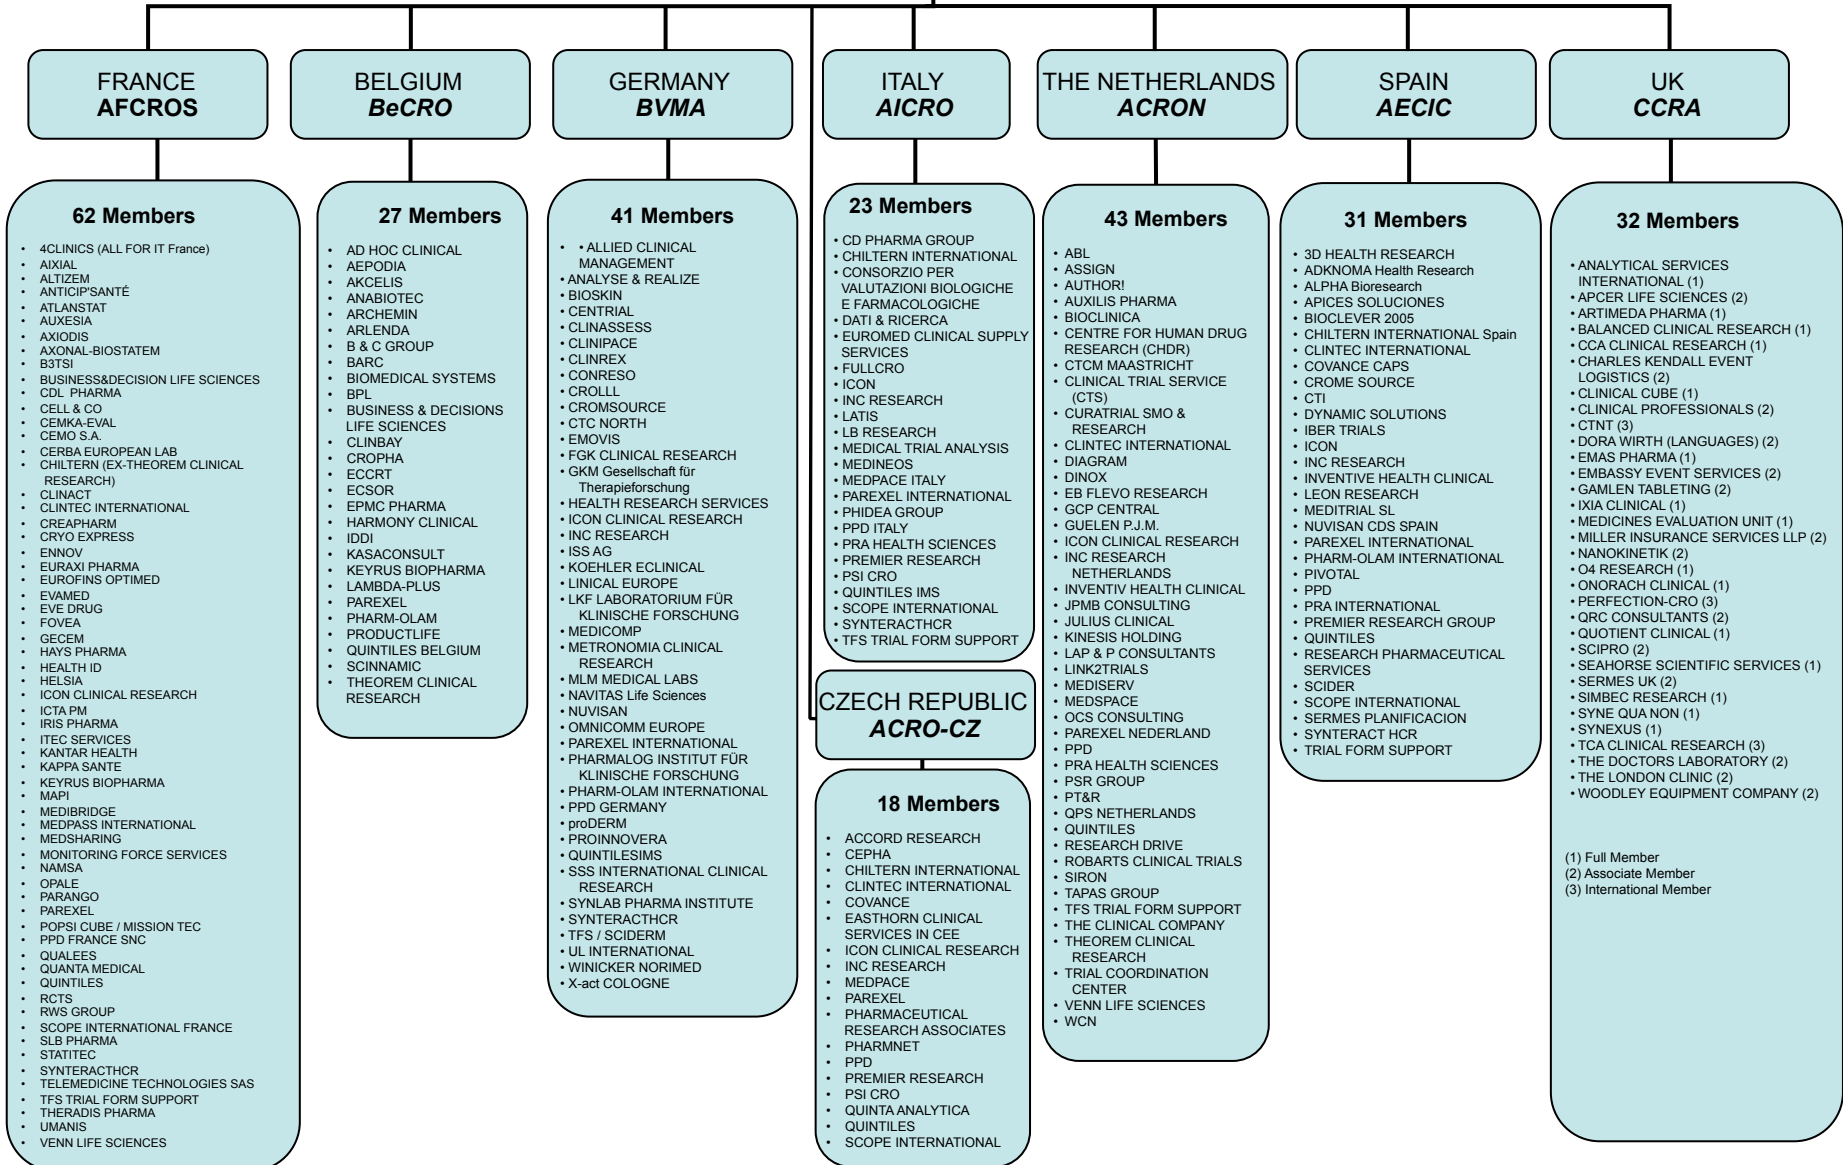 FRANCE
AFCROS
62 Members
• 4CLINICS (ALL FOR IT France)
• AIXIAL
• ALTIZEM
• ANTICIP'SANTÉ
• ATLANSTAT
• AUXESIA
• AXIODIS
• AXONAL-BIOSTATEM
• B3TSI
• BUSINESS&DECISION LIFE SCIENCES
• CDL PHARMA
• CELL & CO
• CEMKA-EVAL
• CEMO S.A.
• CERBA EUROPEAN LAB
• CHILTERN (EX-THEOREM CLINICAL
RESEARCH)
• CLINACT
• CLINTEC INTERNATIONAL
• CREAPHARM
• CRYO EXPRESS
• ENNOV
• EURAXI PHARMA
• EUROFINS OPTIMED
• EVAMED
• EVE DRUG
• FOVEA
• GECEM
• HAYS PHARMA
• HEALTH ID
• HELSIA
• ICON CLINICAL RESEARCH
• ICTA PM
• IRIS PHARMA
• ITEC SERVICES
• KANTAR HEALTH
• KAPPA SANTE
• KEYRUS BIOPHARMA
• MAPI
• MEDIBRIDGE
• MEDPASS INTERNATIONAL
• MEDSHARING
• MONITORING FORCE SERVICES
• NAMSA
• OPALE
• PARANGO
• PAREXEL
• POPSI CUBE / MISSION TEC
• PPD FRANCE SNC
• QUALEES
• QUANTA MEDICAL
• QUINTILES
• RCTS
• RWS GROUP
• SCOPE INTERNATIONAL FRANCE
• SLB PHARMA
• STATITEC
• SYNTERACTHCR
• TELEMEDICINE TECHNOLOGIES SAS
• TFS TRIAL FORM SUPPORT
• THERADIS PHARMA
• UMANIS
• VENN LIFE SCIENCES
BELGIUM
BeCRO
27 Members
• AD HOC CLINICAL
• AEPODIA
• AKCELIS
• ANABIOTEC
• ARCHEMIN
• ARLENDA
• B & C GROUP
• BARC
• BIOMEDICAL SYSTEMS
• BPL
• BUSINESS & DECISIONS
LIFE SCIENCES
• CLINBAY
• CROPHA
• ECCRT
• ECSOR
• EPMC PHARMA
• HARMONY CLINICAL
• IDDI
• KASACONSULT
• KEYRUS BIOPHARMA
• LAMBDA-PLUS
• PAREXEL
• PHARM-OLAM
• PRODUCTLIFE
• QUINTILES BELGIUM
• SCINNAMIC
• THEOREM CLINICAL
RESEARCH
GERMANY
BVMA
41 Members
• • ALLIED CLINICAL
MANAGEMENT
• ANALYSE & REALIZE
• BIOSKIN
• CENTRIAL
• CLINASSESS
• CLINIPACE
• CLINREX
• CONRESO
• CROLLL
• CROMSOURCE
• CTC NORTH
• EMOVIS
• FGK CLINICAL RESEARCH
• GKM Gesellschaft für
Therapieforschung
• HEALTH RESEARCH SERVICES
• ICON CLINICAL RESEARCH
• INC RESEARCH
• ISS AG
• KOEHLER ECLINICAL
• LINICAL EUROPE
• LKF LABORATORIUM FÜR
KLINISCHE FORSCHUNG
• MEDICOMP
• METRONOMIA CLINICAL
RESEARCH
• MLM MEDICAL LABS
• NAVITAS Life Sciences
• NUVISAN
• OMNICOMM EUROPE
• PAREXEL INTERNATIONAL
• PHARMALOG INSTITUT FÜR
KLINISCHE FORSCHUNG
• PHARM-OLAM INTERNATIONAL
• PPD GERMANY
• proDERM
• PROINNOVERA
• QUINTILESIMS
• SSS INTERNATIONAL CLINICAL
RESEARCH
• SYNLAB PHARMA INSTITUTE
• SYNTERACTHCR
• TFS / SCIDERM
• UL INTERNATIONAL
• WINICKER NORIMED
• X-act COLOGNE
ITALY
AICRO
23 Members
• CD PHARMA GROUP
• CHILTERN INTERNATIONAL
• CONSORZIO PER
VALUTAZIONI BIOLOGICHE
E FARMACOLOGICHE
• DATI & RICERCA
• EUROMED CLINICAL SUPPLY
SERVICES
• FULLCRO
• ICON
• INC RESEARCH
• LATIS
• LB RESEARCH
• MEDICAL TRIAL ANALYSIS
• MEDINEOS
• MEDPACE ITALY
• PAREXEL INTERNATIONAL
• PHIDEA GROUP
• PPD ITALY
• PRA HEALTH SCIENCES
• PREMIER RESEARCH
• PSI CRO
• QUINTILES IMS
• SCOPE INTERNATIONAL
• SYNTERACTHCR
• TFS TRIAL FORM SUPPORT
CZECH REPUBLIC
ACRO-CZ
18 Members
• ACCORD RESEARCH
• CEPHA
• CHILTERN INTERNATIONAL
• CLINTEC INTERNATIONAL
• COVANCE
• EASTHORN CLINICAL
SERVICES IN CEE
• ICON CLINICAL RESEARCH
• INC RESEARCH
• MEDPACE
• PAREXEL
• PHARMACEUTICAL
RESEARCH ASSOCIATES
• PHARMNET
• PPD
• PREMIER RESEARCH
• PSI CRO
• QUINTA ANALYTICA
• QUINTILES
• SCOPE INTERNATIONAL
THE NETHERLANDS
ACRON
43 Members
• ABL
• ASSIGN
• AUTHOR!
• AUXILIS PHARMA
• BIOCLINICA
• CENTRE FOR HUMAN DRUG
RESEARCH (CHDR)
• CTCM MAASTRICHT
• CLINICAL TRIAL SERVICE
(CTS)
• CURATRIAL SMO &
RESEARCH
• CLINTEC INTERNATIONAL
• DIAGRAM
• DINOX
• EB FLEVO RESEARCH
• GCP CENTRAL
• GUELEN P.J.M.
• ICON CLINICAL RESEARCH
• INC RESEARCH
NETHERLANDS
• INVENTIV HEALTH CLINICAL
• JPMB CONSULTING
• JULIUS CLINICAL
• KINESIS HOLDING
• LAP & P CONSULTANTS
• LINK2TRIALS
• MEDISERV
• MEDSPACE
• OCS CONSULTING
• PAREXEL NEDERLAND
• PPD
• PRA HEALTH SCIENCES
• PSR GROUP
• PT&R
• QPS NETHERLANDS
• QUINTILES
• RESEARCH DRIVE
• ROBARTS CLINICAL TRIALS
• SIRON
• TAPAS GROUP
• TFS TRIAL FORM SUPPORT
• THE CLINICAL COMPANY
• THEOREM CLINICAL
RESEARCH
• TRIAL COORDINATION
CENTER
• VENN LIFE SCIENCES
• WCN
SPAIN
AECIC
31 Members
• 3D HEALTH RESEARCH
• ADKNOMA Health Research
• ALPHA Bioresearch
• APICES SOLUCIONES
• BIOCLEVER 2005
• CHILTERN INTERNATIONAL Spain
• CLINTEC INTERNATIONAL
• COVANCE CAPS
• CROME SOURCE
• CTI
• DYNAMIC SOLUTIONS
• IBER TRIALS
• ICON
• INC RESEARCH
• INVENTIVE HEALTH CLINICAL
• LEON RESEARCH
• MEDITRIAL SL
• NUVISAN CDS SPAIN
• PAREXEL INTERNATIONAL
• PHARM-OLAM INTERNATIONAL
• PIVOTAL
• PPD
• PRA INTERNATIONAL
• PREMIER RESEARCH GROUP
• QUINTILES
• RESEARCH PHARMACEUTICAL
SERVICES
• SCIDER
• SCOPE INTERNATIONAL
• SERMES PLANIFICACION
• SYNTERACT HCR
• TRIAL FORM SUPPORT
UK
CCRA
32 Members
• ANALYTICAL SERVICES
INTERNATIONAL (1)
• APCER LIFE SCIENCES (2)
• ARTIMEDA PHARMA (1)
• BALANCED CLINICAL RESEARCH (1)
• CCA CLINICAL RESEARCH (1)
• CHARLES KENDALL EVENT
LOGISTICS (2)
• CLINICAL CUBE (1)
• CLINICAL PROFESSIONALS (2)
• CTNT (3)
• DORA WIRTH (LANGUAGES) (2)
• EMAS PHARMA (1)
• EMBASSY EVENT SERVICES (2)
• GAMLEN TABLETING (2)
• IXIA CLINICAL (1)
• MEDICINES EVALUATION UNIT (1)
• MILLER INSURANCE SERVICES LLP (2)
• NANOKINETIK (2)
• O4 RESEARCH (1)
• ONORACH CLINICAL (1)
• PERFECTION-CRO (3)
• QRC CONSULTANTS (2)
• QUOTIENT CLINICAL (1)
• SCIPRO (2)
• SEAHORSE SCIENTIFIC SERVICES (1)
• SERMES UK (2)
• SIMBEC RESEARCH (1)
• SYNE QUA NON (1)
• SYNEXUS (1)
• TCA CLINICAL RESEARCH (3)
• THE DOCTORS LABORATORY (2)
• THE LONDON CLINIC (2)
• WOODLEY EQUIPMENT COMPANY (2)
(1) Full Member
(2) Associate Member
(3) International Member